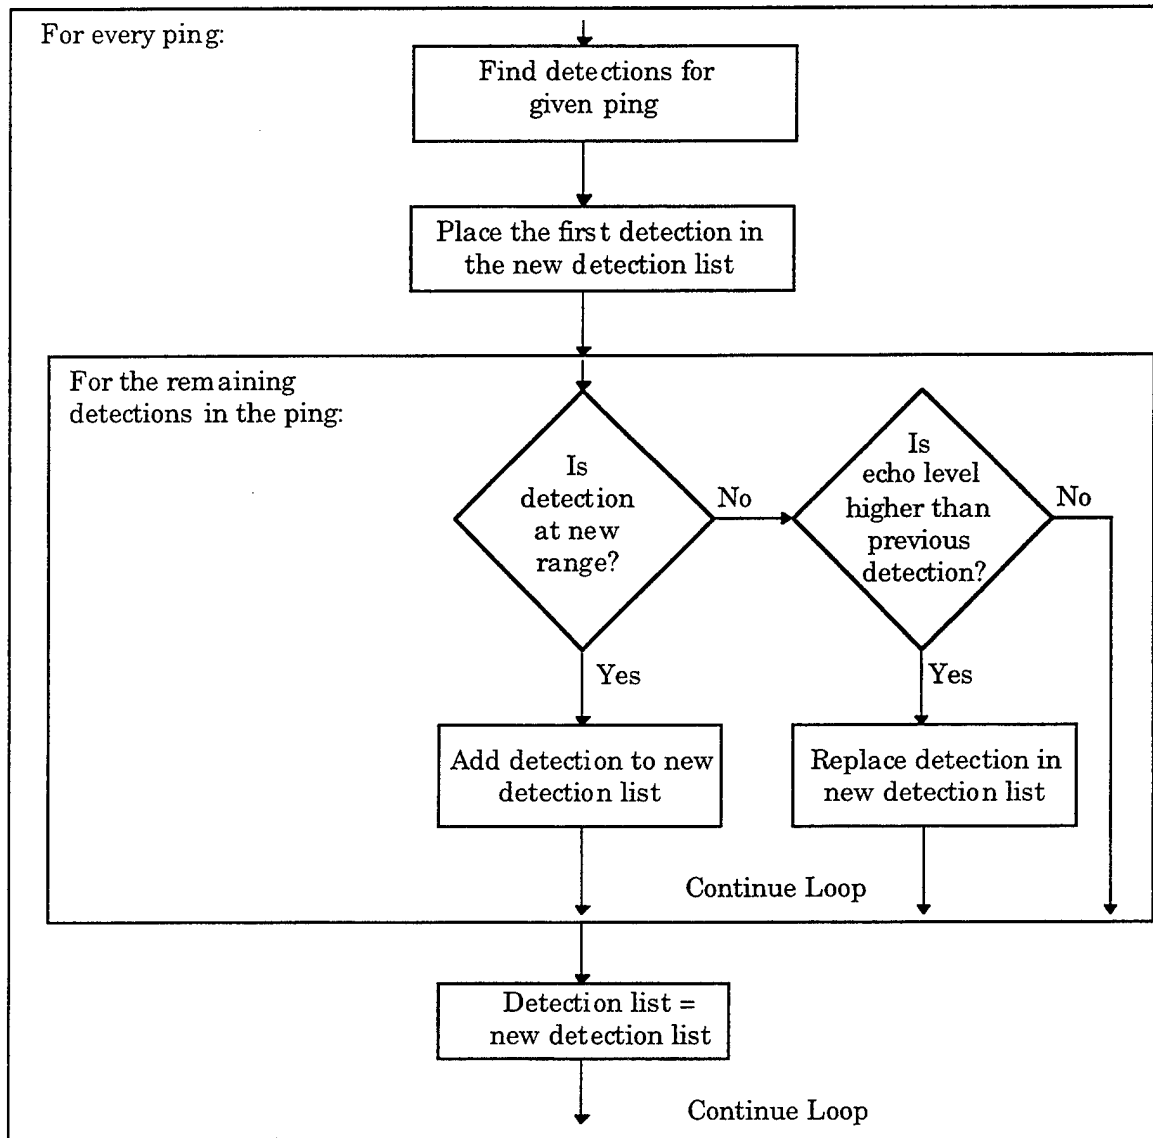 For every ping:
Find detections for
given ping
Place the first detection in
the new detection list
For the remaining
detections in the ping:
Is
detection
at new
range?
No
Is
echo level
higher than
previous
detection?
No
Yes
Yes
Add detection to new
detection list
Replace detection in
new detection list
Continue Loop
Detection list =
new detection list
Continue Loop